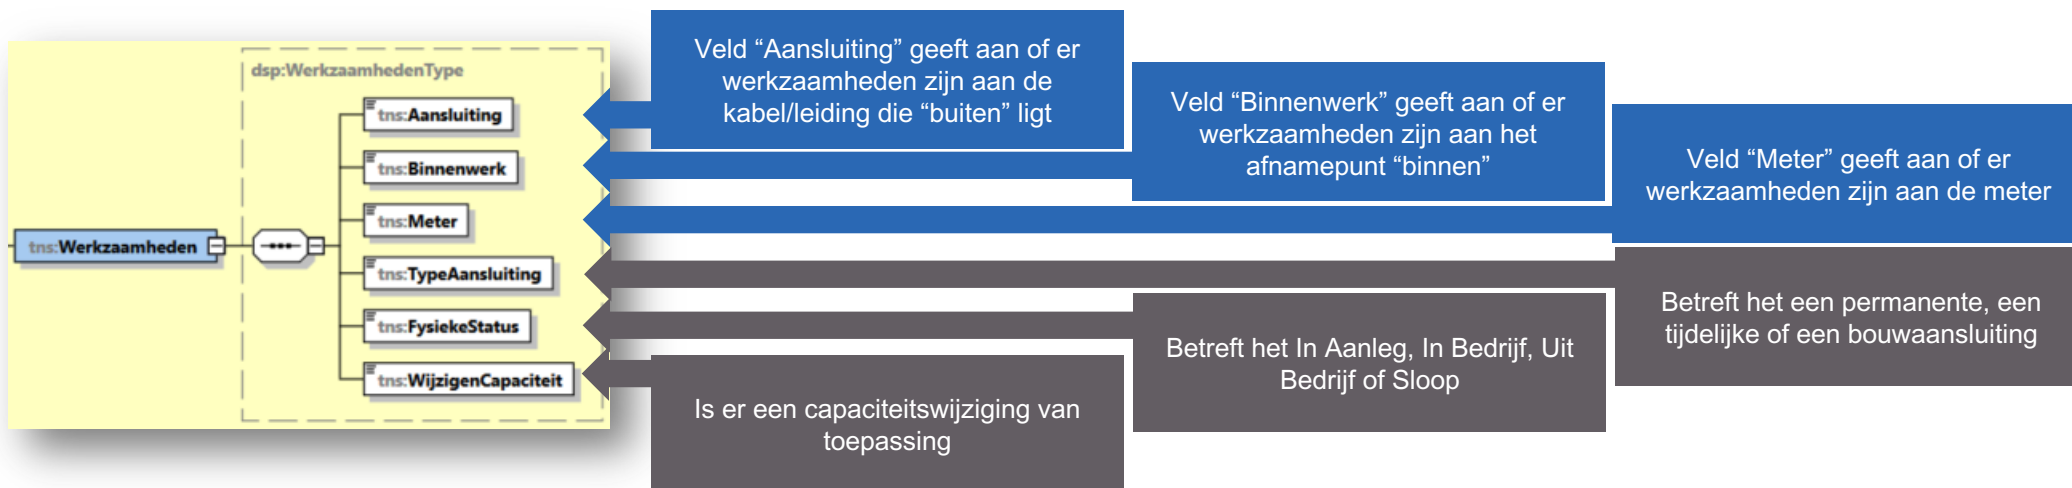 dsp:WerkzaamhedenType
tns:Aansluiting
tns:Binnenwerk
tns:Meter
tns:Werkzaamheden
tns:TypeAansluiting
tns:FysiekeStatus
tns:WijzigenCapaciteit
Veld “Aansluiting” geeft aan of er
werkzaamheden zijn aan de
kabel/leiding die “buiten” ligt
Veld “Binnenwerk” geeft aan of er
werkzaamheden zijn aan het
afnamepunt “binnen”
Veld “Meter” geeft aan of er
werkzaamheden zijn aan de meter
Betreft het een permanente, een
tijdelijke of een bouwaansluiting
Betreft het In Aanleg, In Bedrijf, Uit
Bedrijf of Sloop
Is er een capaciteitswijziging van
toepassing